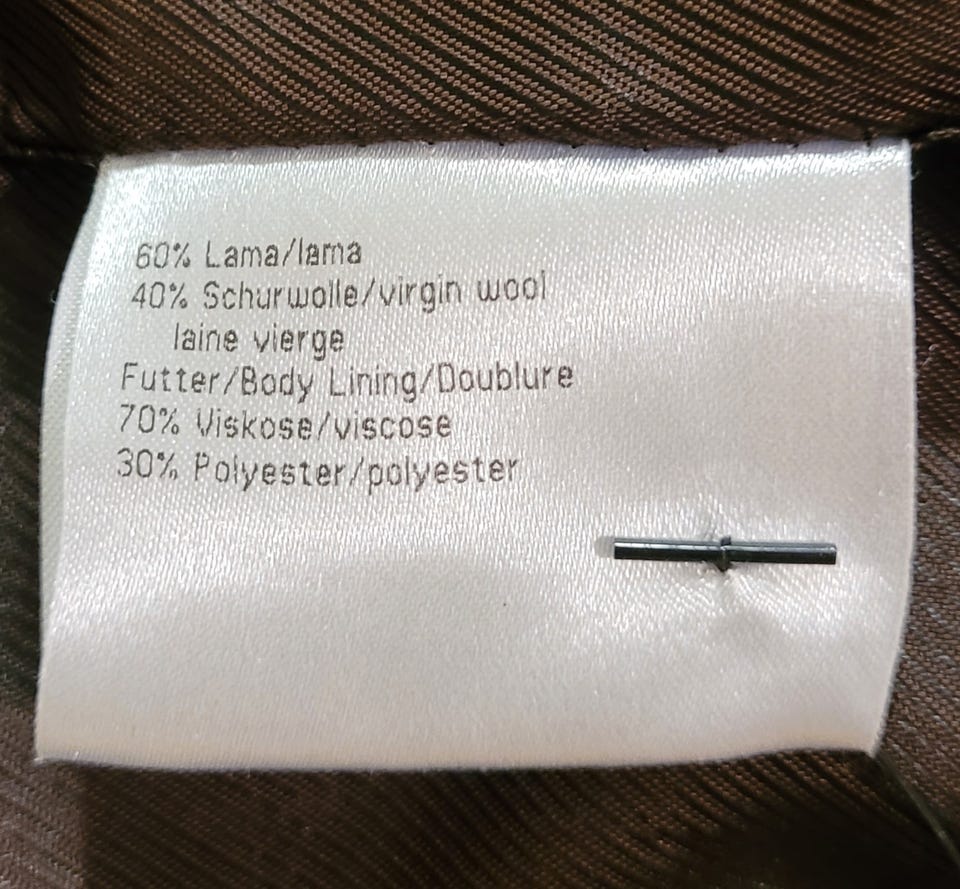 60% Lama/lama
40% Schurwolle/virgin wool
laine vierge
Futter/Body Lining/Doublure
70% Viskose/viscose
30% Polyester/polyester